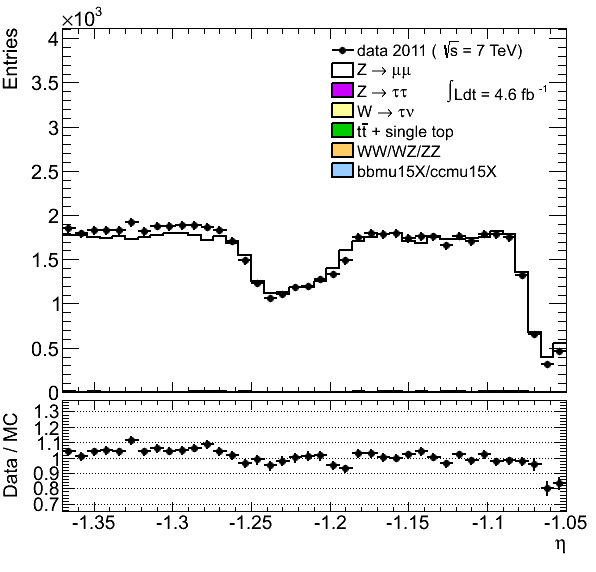 ×10³
Entries
4
3.5
3
2.5
2
1.5
1
0.5
0
data 2011 ( √s = 7 TeV)
Z → μμ
Z → ττ
∫Ldt = 4.6 fb⁻¹
W → τν
tt̄ + single top
WW/WZ/ZZ
bbmu15X/ccmu15X
Data / MC
1.3
1.2
1.1
1
0.9
0.8
0.7
-1.35 -1.3 -1.25 -1.2 -1.15 -1.1 -1.05
η